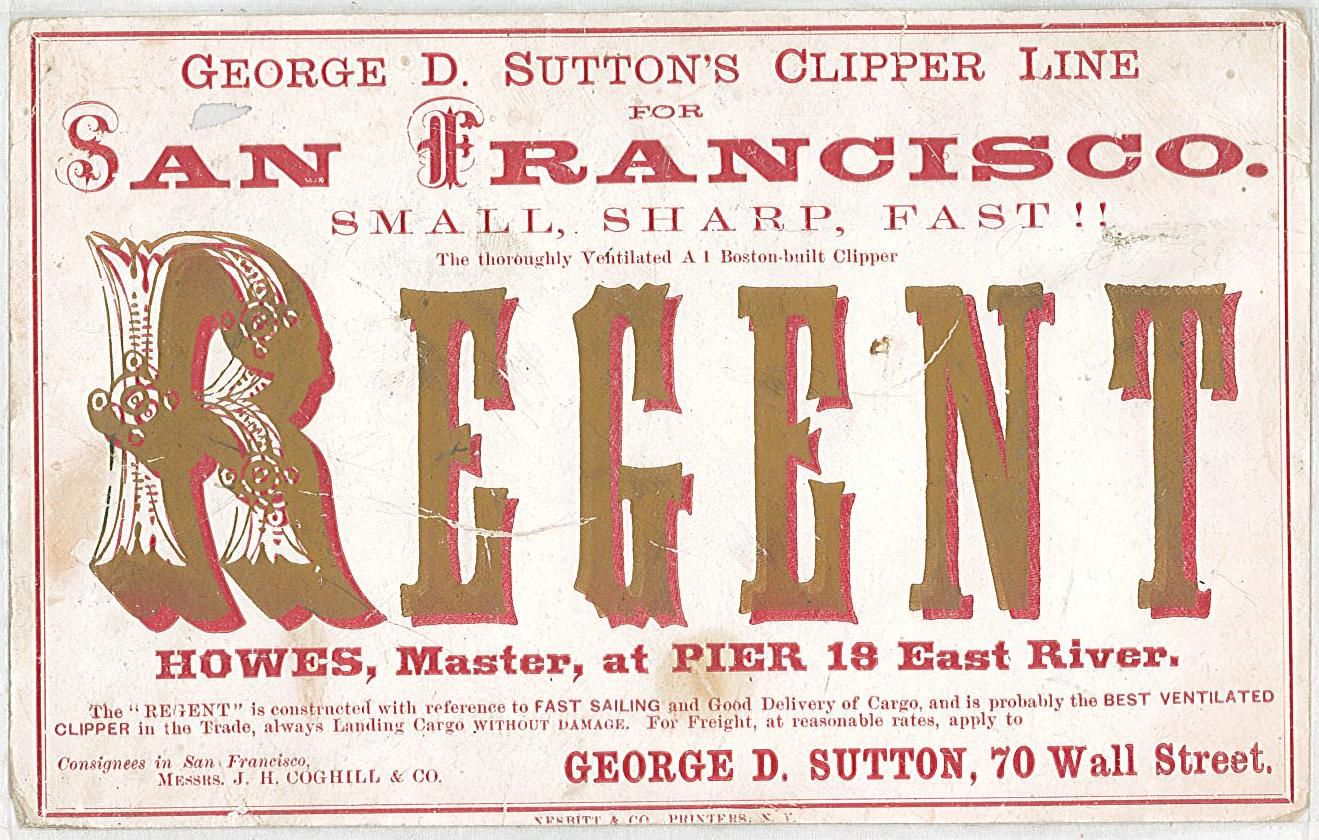 GEORGE D. SUTTON'S CLIPPER LINE
FOR
SAN FRANCISCO.
SMALL, SHARP, FAST!!
The thoroughly Ventilated A 1 Boston-built Clipper
REGENT
HOWES, Master, at PIER 18 East River.
The "REGENT" is constructed with reference to FAST SAILING and Good Delivery of Cargo, and is probably the BEST VENTILATED
CLIPPER in the Trade, always Landing Cargo WITHOUT DAMAGE. For Freight, at reasonable rates, apply to
Consignees in San Francisco,
MESSRS. J. H. COGHILL & CO.
GEORGE D. SUTTON, 70 Wall Street.
NESBITT & CO. PRINTERS, N. Y.